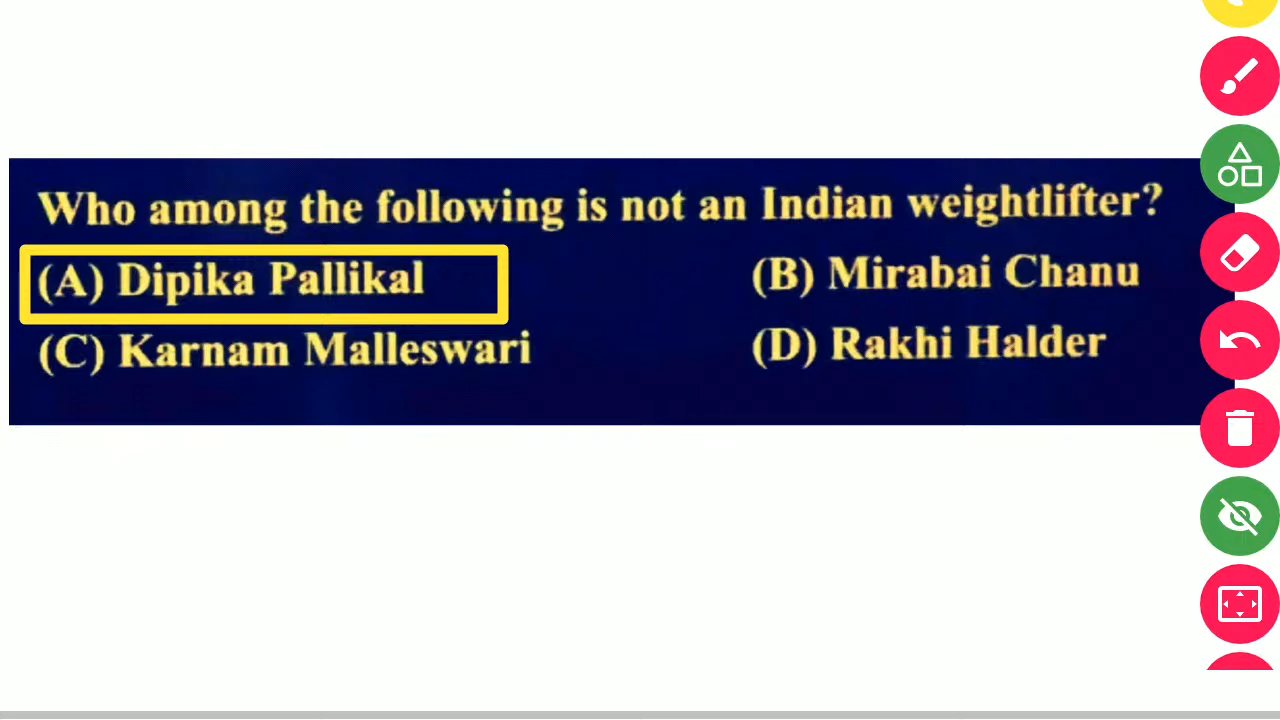 Who among the following is not an Indian weightlifter?
(A) Dipika Pallikal (B) Mirabai Chanu
(C) Karnam Malleswari (D) Rakhi Halder